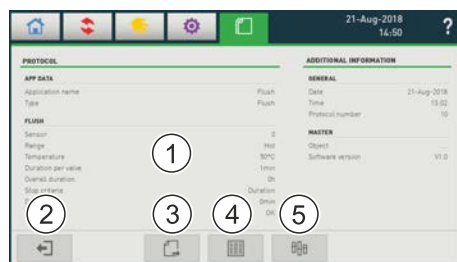 21-Aug-2018
14:50
?
PROTOCOL
APP DATA
Application name Flush
Type Flush
FLUSH
Sensor 0
Range Hot
Temperature 50°C
Duration per valve 1min
Overall duration 0h
Stop criteria Duration
0min
OK
ADDITIONAL INFORMATION
GENERAL
Date 21-Aug-2018
Time 13:02
Protocol number 10
MASTER
Object ...
Software version V1.0
1
2
3
4
5